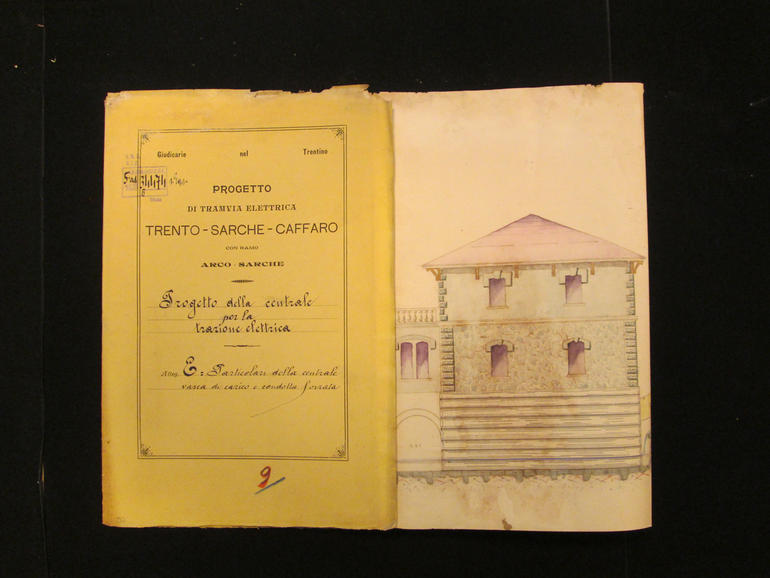 Giudicarie nel Trentino
PROGETTO
DI TRAMVIA ELETTRICA
TRENTO - SARCHE - CAFFARO
CON RAMO
ARCO - SARCHE
Progetto della centrale
per la
trazione elettrica
Alleg. E: Particolari della centrale
vasca di carico e condotta forzata
9